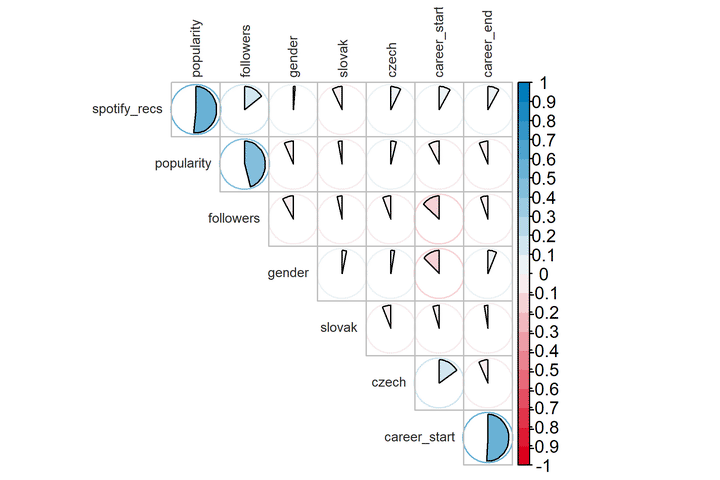 popularity
followers
gender
slovak
czech
career_start
career_end
spotify_recs
popularity
followers
gender
slovak
czech
career_start
1
0.9
0.8
0.7
0.6
0.5
0.4
0.3
0.2
0.1
0
-0.1
-0.2
-0.3
-0.4
-0.5
-0.6
-0.7
-0.8
-0.9
-1